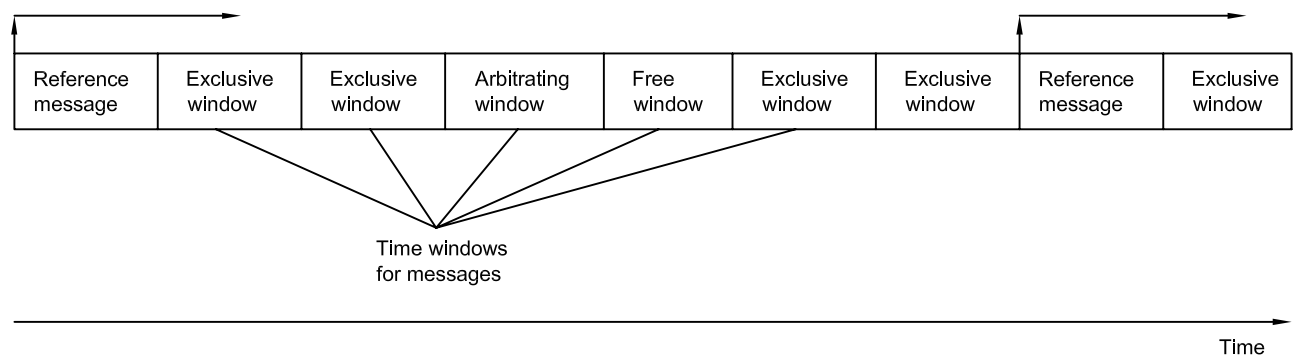 Reference
message
Exclusive
window
Exclusive
window
Arbitrating
window
Free
window
Exclusive
window
Exclusive
window
Reference
message
Exclusive
window
Time windows
for messages
Time